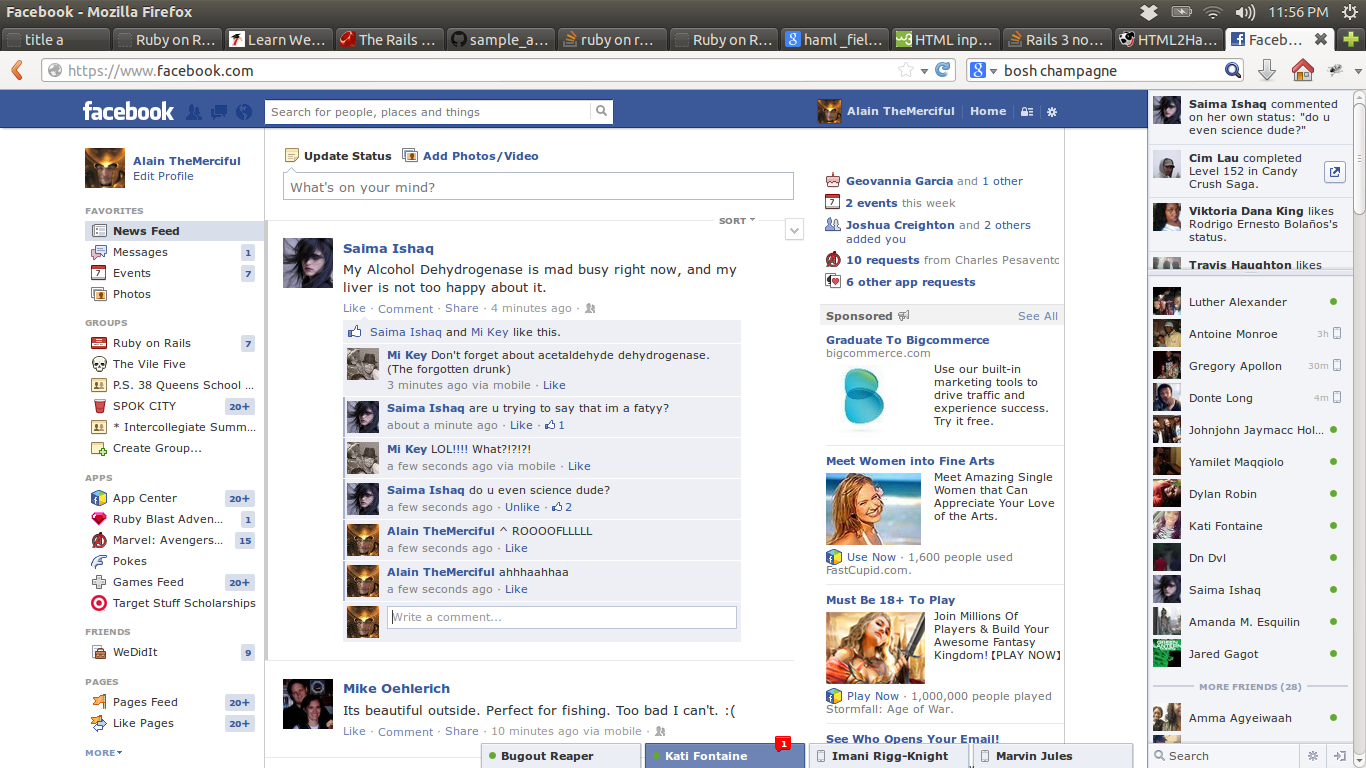 Facebook - Mozilla Firefox
11:56 PM
title a
Ruby on R...
Learn We...
The Rails ...
sample_a...
ruby on r...
Ruby on R...
haml _fiel...
HTML inp...
Rails 3 no...
HTML2Ha...
Faceb...
https://www.facebook.com
bosh champagne
facebook
Search for people, places and things
Alain TheMerciful
Home
Alain TheMerciful
Edit Profile
FAVORITES
News Feed
Messages 1
Events 7
Photos
GROUPS
Ruby on Rails 7
The Vile Five
P.S. 38 Queens School ...
SPOK CITY 20+
* Intercollegiate Summ...
Create Group...
APPS
App Center 20+
Ruby Blast Adven... 1
Marvel: Avengers... 15
Pokes
Games Feed 20+
Target Stuff Scholarships
FRIENDS
WeDidIt 9
PAGES
Pages Feed 20+
Like Pages 20+
MORE
Update Status
Add Photos/Video
What's on your mind?
SORT
Saima Ishaq
My Alcohol Dehydrogenase is mad busy right now, and my
liver is not too happy about it.
Like · Comment · Share · 4 minutes ago ·
Saima Ishaq and Mi Key like this.
Mi Key Don't forget about acetaldehyde dehydrogenase.
(The forgotten drunk)
3 minutes ago via mobile · Like
Saima Ishaq are u trying to say that im a fatyy?
about a minute ago · Like · 1
Mi Key LOL!!!! What?!?!?!
a few seconds ago via mobile · Like
Saima Ishaq do u even science dude?
a few seconds ago · Unlike · 2
Alain TheMerciful ^ ROOOOFLLLLL
a few seconds ago · Like
Alain TheMerciful ahhhaahhaa
a few seconds ago · Like
Write a comment...
Mike Oehlerich
Its beautiful outside. Perfect for fishing. Too bad I can't. :(
Like · Comment · Share · 10 minutes ago via mobile ·
Geovannia Garcia and 1 other
7 2 events this week
Joshua Creighton and 2 others
added you
10 requests from Charles Pesavento
6 other app requests
Sponsored
See All
Graduate To Bigcommerce
bigcommerce.com
Use our built-in
marketing tools to
drive traffic and
experience success.
Try it free.
Meet Women into Fine Arts
Meet Amazing Single
Women that Can
Appreciate Your Love
of the Arts.
Use Now · 1,600 people used
FastCupid.com.
Must Be 18+ To Play
Join Millions Of
Players & Build Your
Awesome Fantasy
Kingdom!【PLAY NOW】
Play Now · 1,000,000 people played
Stormfall: Age of War.
See Who Opens Your Email!
Saima Ishaq commented
on her own status: "do u
even science dude?"
Cim Lau completed
Level 152 in Candy
Crush Saga.
Viktoria Dana King likes
Rodrigo Ernesto Bolaños's
status.
Travis Haughton likes
Luther Alexander
Antoine Monroe 3h
Gregory Apollon 30m
Donte Long 4m
Johnjohn Jaymacc Hol...
Yamilet Maqqiolo
Dylan Robin
Kati Fontaine
Dn Dvl
Saima Ishaq
Amanda M. Esquilin
Jared Gagot
MORE FRIENDS (28)
Amma Agyeiwaah
Search
Bugout Reaper
Kati Fontaine 1
Imani Rigg-Knight
Marvin Jules